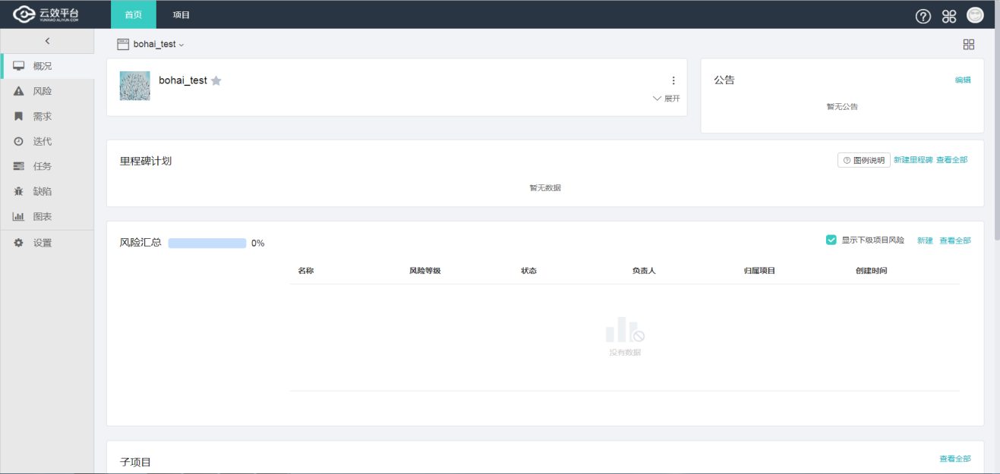 云效平台 首页 项目
YUNXIAO.ALIYUN.COM
bohai_test
概况
风险
需求
迭代
任务
缺陷
图表
设置
bohai_test
展开
公告 编辑
暂无公告
里程碑计划 图例说明 新建里程碑 查看全部
暂无数据
风险汇总 0% 显示下级项目风险 新建 查看全部
名称 风险等级 状态 负责人 归属项目 创建时间
没有数据
子项目 查看全部